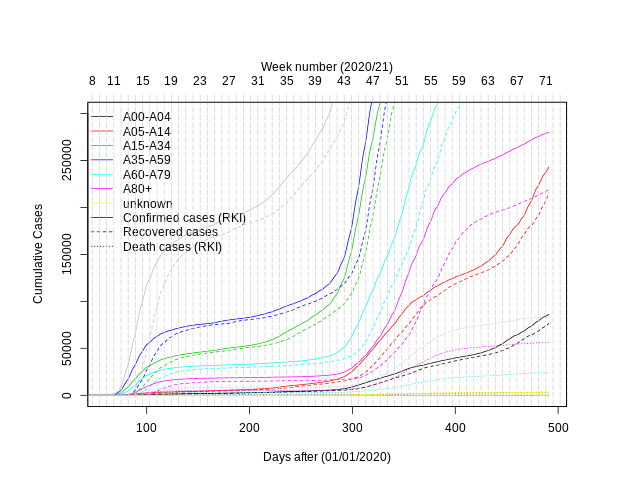 Week number (2020/21)
8 11 15 19 23 27 31 35 39 43 47 51 55 59 63 67 71
A00-A04
A05-A14
A15-A34
A35-A59
A60-A79
A80+
unknown
Confirmed cases (RKI)
Recovered cases
Death cases (RKI)
Cumulative Cases
250000
150000
50000
0
100 200 300 400 500
Days after (01/01/2020)